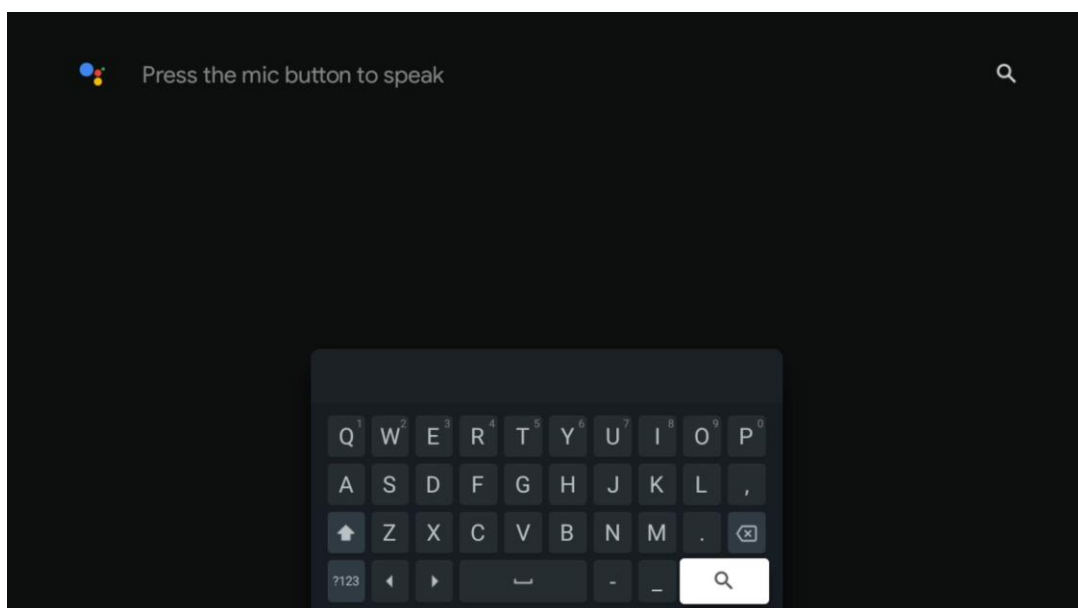 Press the mic button to speak
Q1 W2 E3 R4 T5 Y6 U7 I8 O9 P0
A S D F G H J K L ,
Z X C V B N M .
?123 - _